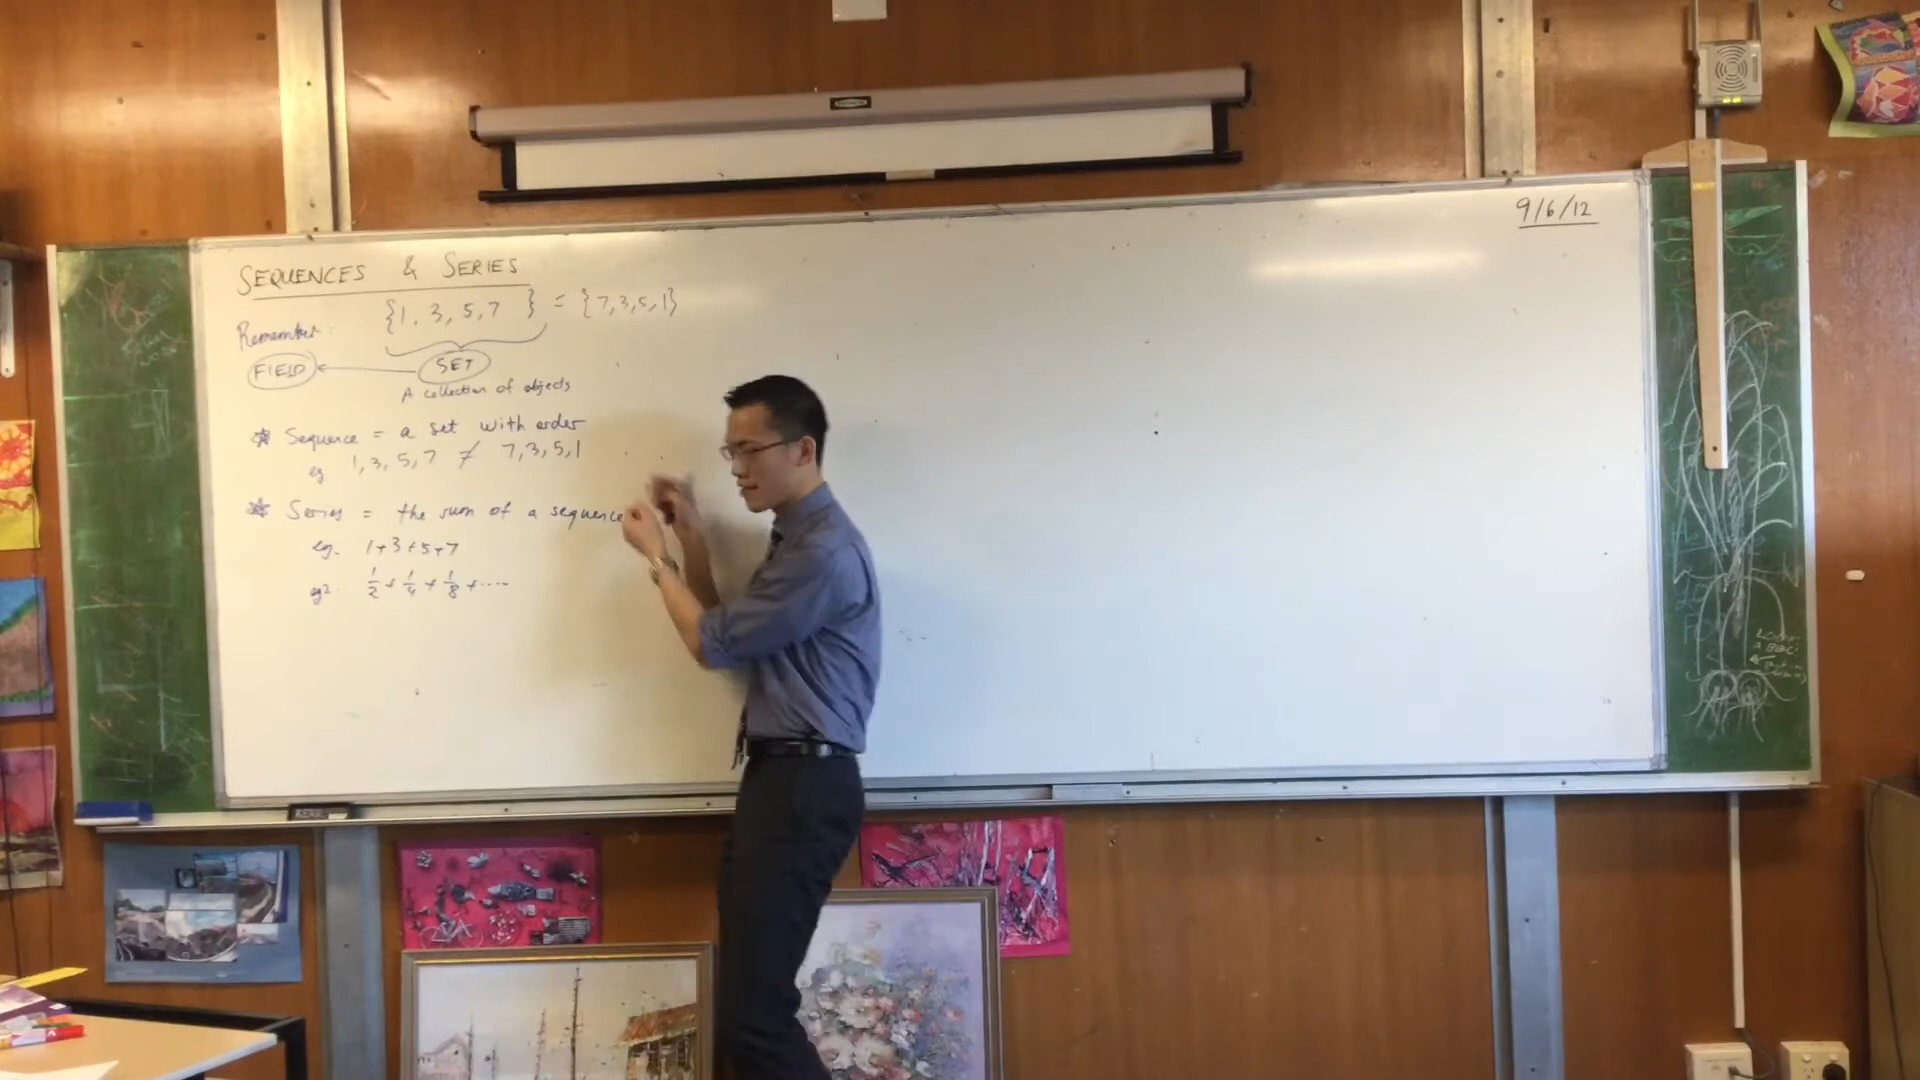 SEQUENCES & SERIES
9/6/12
Remember: {1, 3, 5, 7 } = {7,3,5,1}
FIELD ← SET
A collection of objects
☆ Sequence = a set with order
eg 1, 3, 5, 7 ≠ 7,3,5,1
☆ Series = the sum of a sequence
eg. 1+3+5+7
eg2. 1/2 + 1/4 + 1/8 + ....